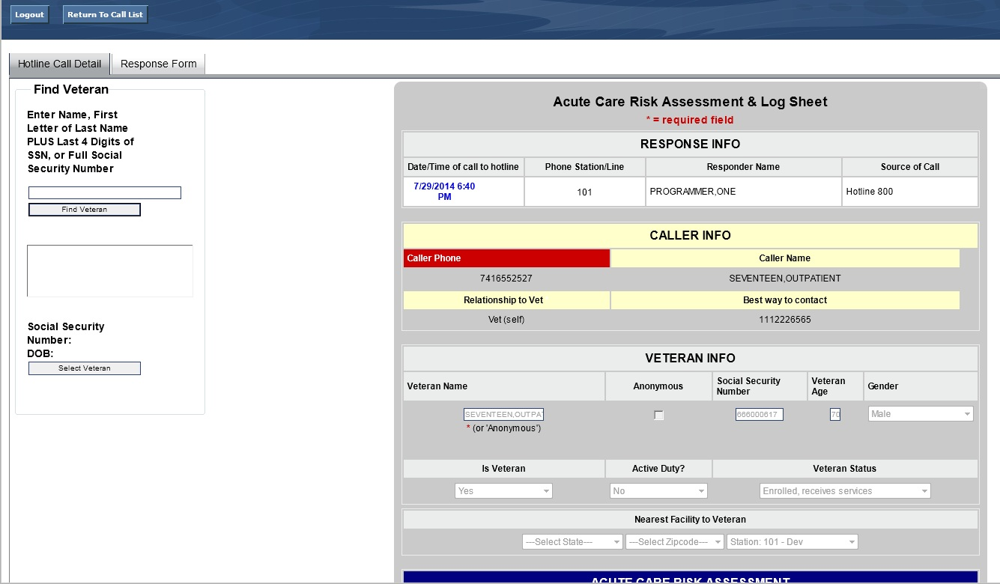 Logout
Return To Call List
Hotline Call Detail
Response Form
Find Veteran
Enter Name, First
Letter of Last Name
PLUS Last 4 Digits of
SSN, or Full Social
Security Number
Find Veteran
Social Security
Number:
DOB:
Select Veteran
Acute Care Risk Assessment & Log Sheet
* = required field
RESPONSE INFO
Date/Time of call to hotline Phone Station/Line Responder Name Source of Call
7/29/2014 6:40
PM
101 PROGRAMMER,ONE Hotline 800
CALLER INFO
Caller Phone Caller Name
7416552527 SEVENTEEN,OUTPATIENT
Relationship to Vet Best way to contact
Vet (self) 1112226565
VETERAN INFO
Veteran Name Anonymous
Social Security
Number
Veteran
Age
Gender
SEVENTEEN,OUTPAT
* (or 'Anonymous')
666000617 70 Male
Is Veteran Active Duty? Veteran Status
Yes No Enrolled, receives services
Nearest Facility to Veteran
---Select State--- ---Select Zipcode--- Station: 101 - Dev
ACUTE CARE RISK ASSESSMENT